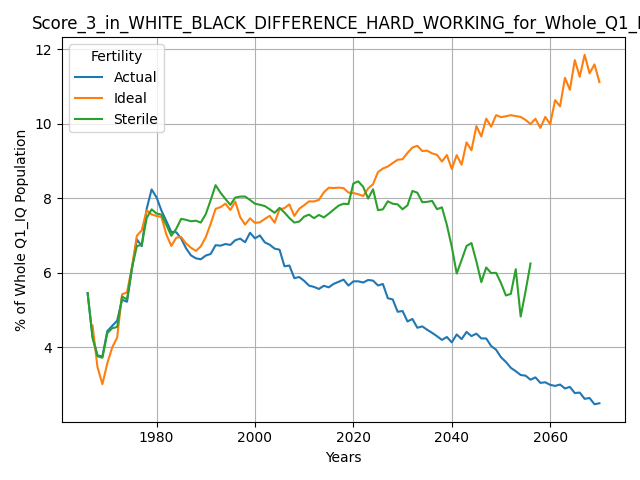 Score_3_in_WHITE_BLACK_DIFFERENCE_HARD_WORKING_for_Whole_Q1_I
Fertility
Actual
Ideal
Sterile
% of Whole Q1_IQ Population
12
10
8
6
4
1980 2000 2020 2040 2060
Years